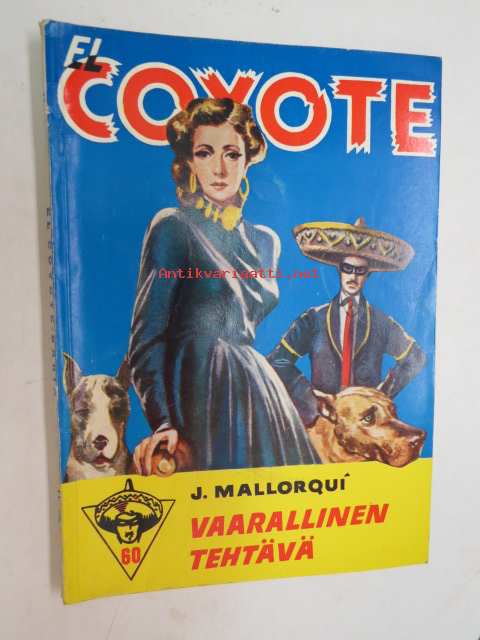 EL
COYOTE
Antikvariaatti.net
J. MALLORQUÍ
VAARALLINEN
TEHTÄVÄ
60